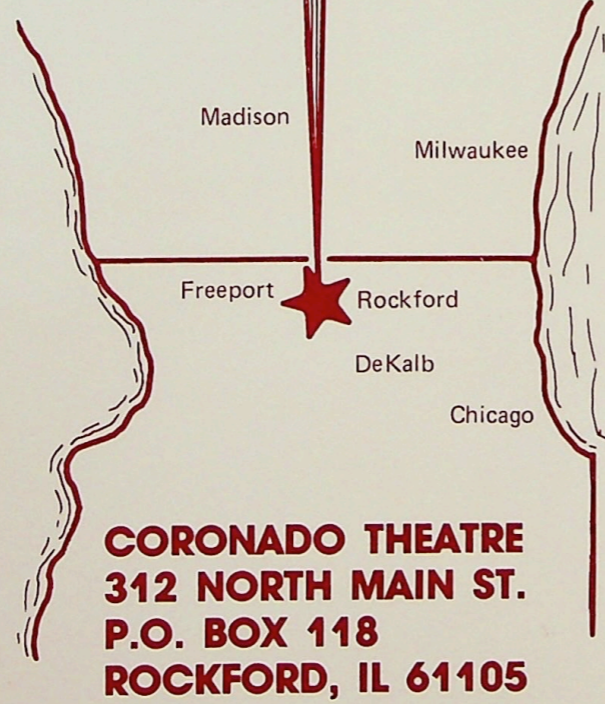 Madison
Milwaukee
Freeport
Rockford
DeKalb
Chicago
CORONADO THEATRE
312 NORTH MAIN ST.
P.O. BOX 118
ROCKFORD, IL 61105